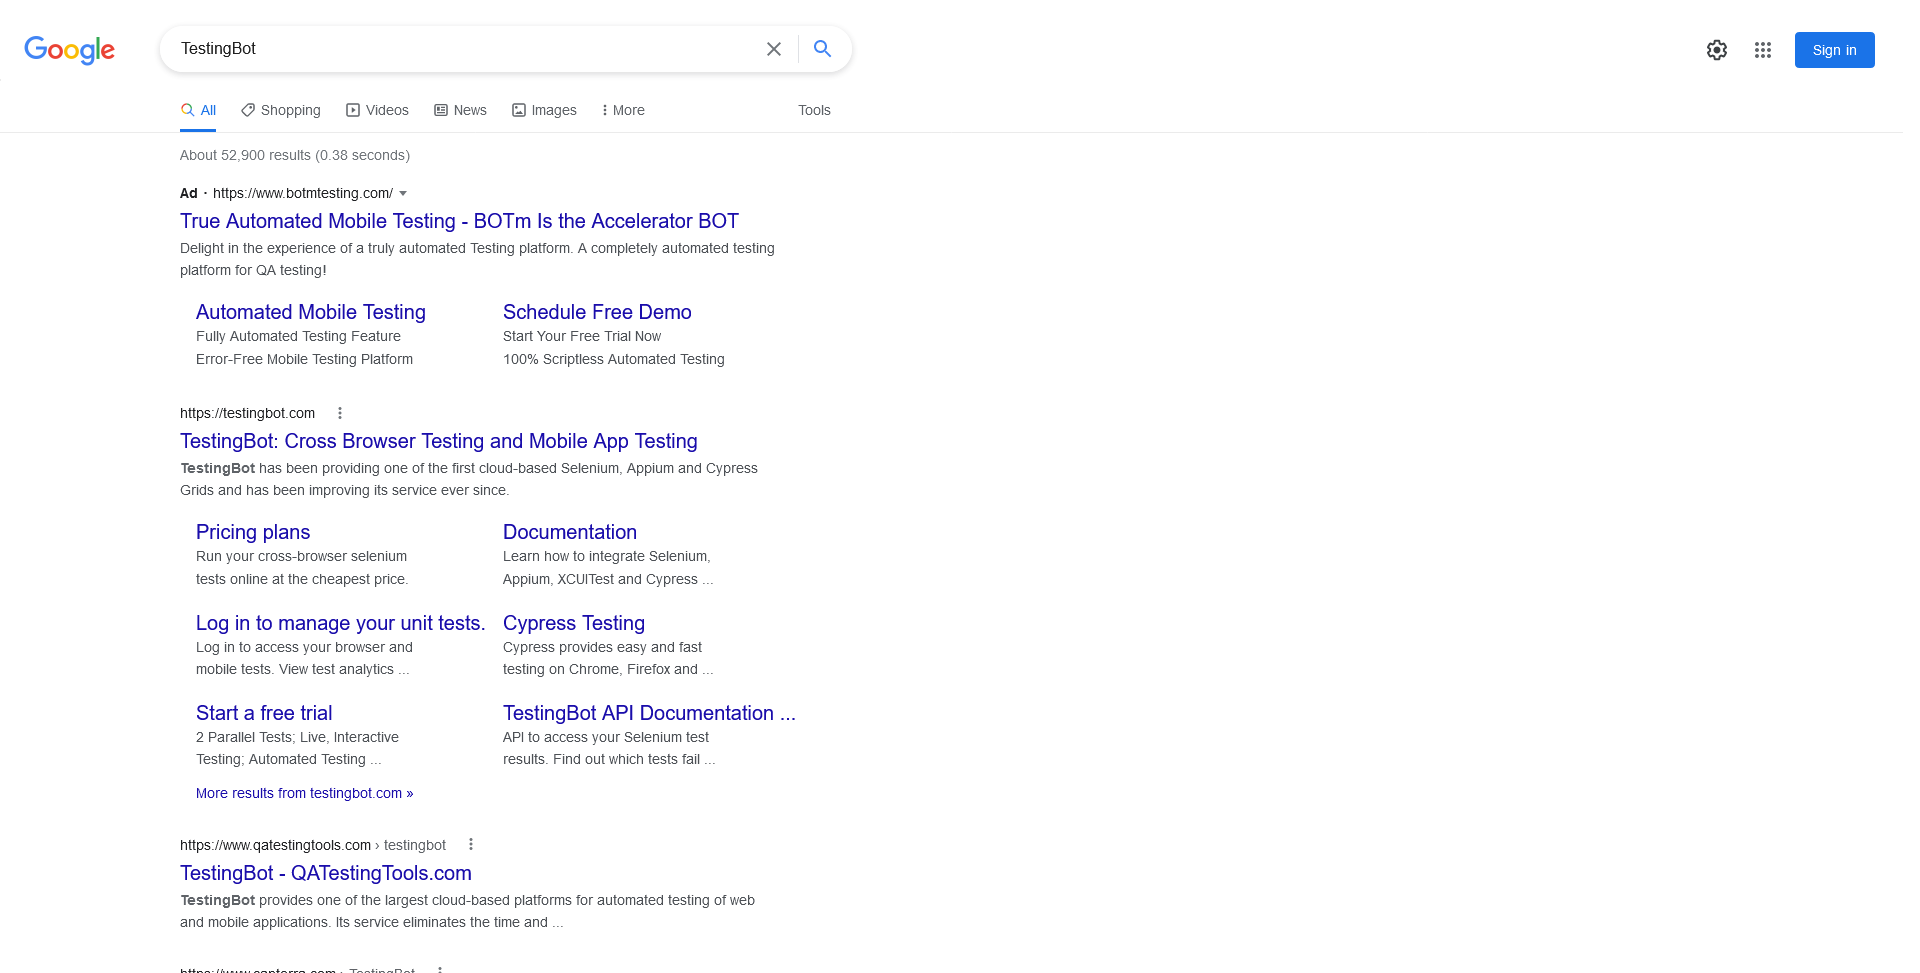 Google
TestingBot
Sign in
All
Shopping
Videos
News
Images
More
Tools
About 52,900 results (0.38 seconds)
Ad · https://www.botmtesting.com/
True Automated Mobile Testing - BOTm Is the Accelerator BOT
Delight in the experience of a truly automated Testing platform. A completely automated testing
platform for QA testing!
Automated Mobile Testing
Fully Automated Testing Feature
Error-Free Mobile Testing Platform
Schedule Free Demo
Start Your Free Trial Now
100% Scriptless Automated Testing
https://testingbot.com
TestingBot: Cross Browser Testing and Mobile App Testing
TestingBot has been providing one of the first cloud-based Selenium, Appium and Cypress
Grids and has been improving its service ever since.
Pricing plans
Run your cross-browser selenium
tests online at the cheapest price.
Documentation
Learn how to integrate Selenium,
Appium, XCUITest and Cypress ...
Log in to manage your unit tests.
Log in to access your browser and
mobile tests. View test analytics ...
Cypress Testing
Cypress provides easy and fast
testing on Chrome, Firefox and ...
Start a free trial
2 Parallel Tests; Live, Interactive
Testing; Automated Testing ...
TestingBot API Documentation ...
API to access your Selenium test
results. Find out which tests fail ...
More results from testingbot.com »
https://www.qatestingtools.com › testingbot
TestingBot - QATestingTools.com
TestingBot provides one of the largest cloud-based platforms for automated testing of web
and mobile applications. Its service eliminates the time and ...
https://www.capterra.com › TestingBot